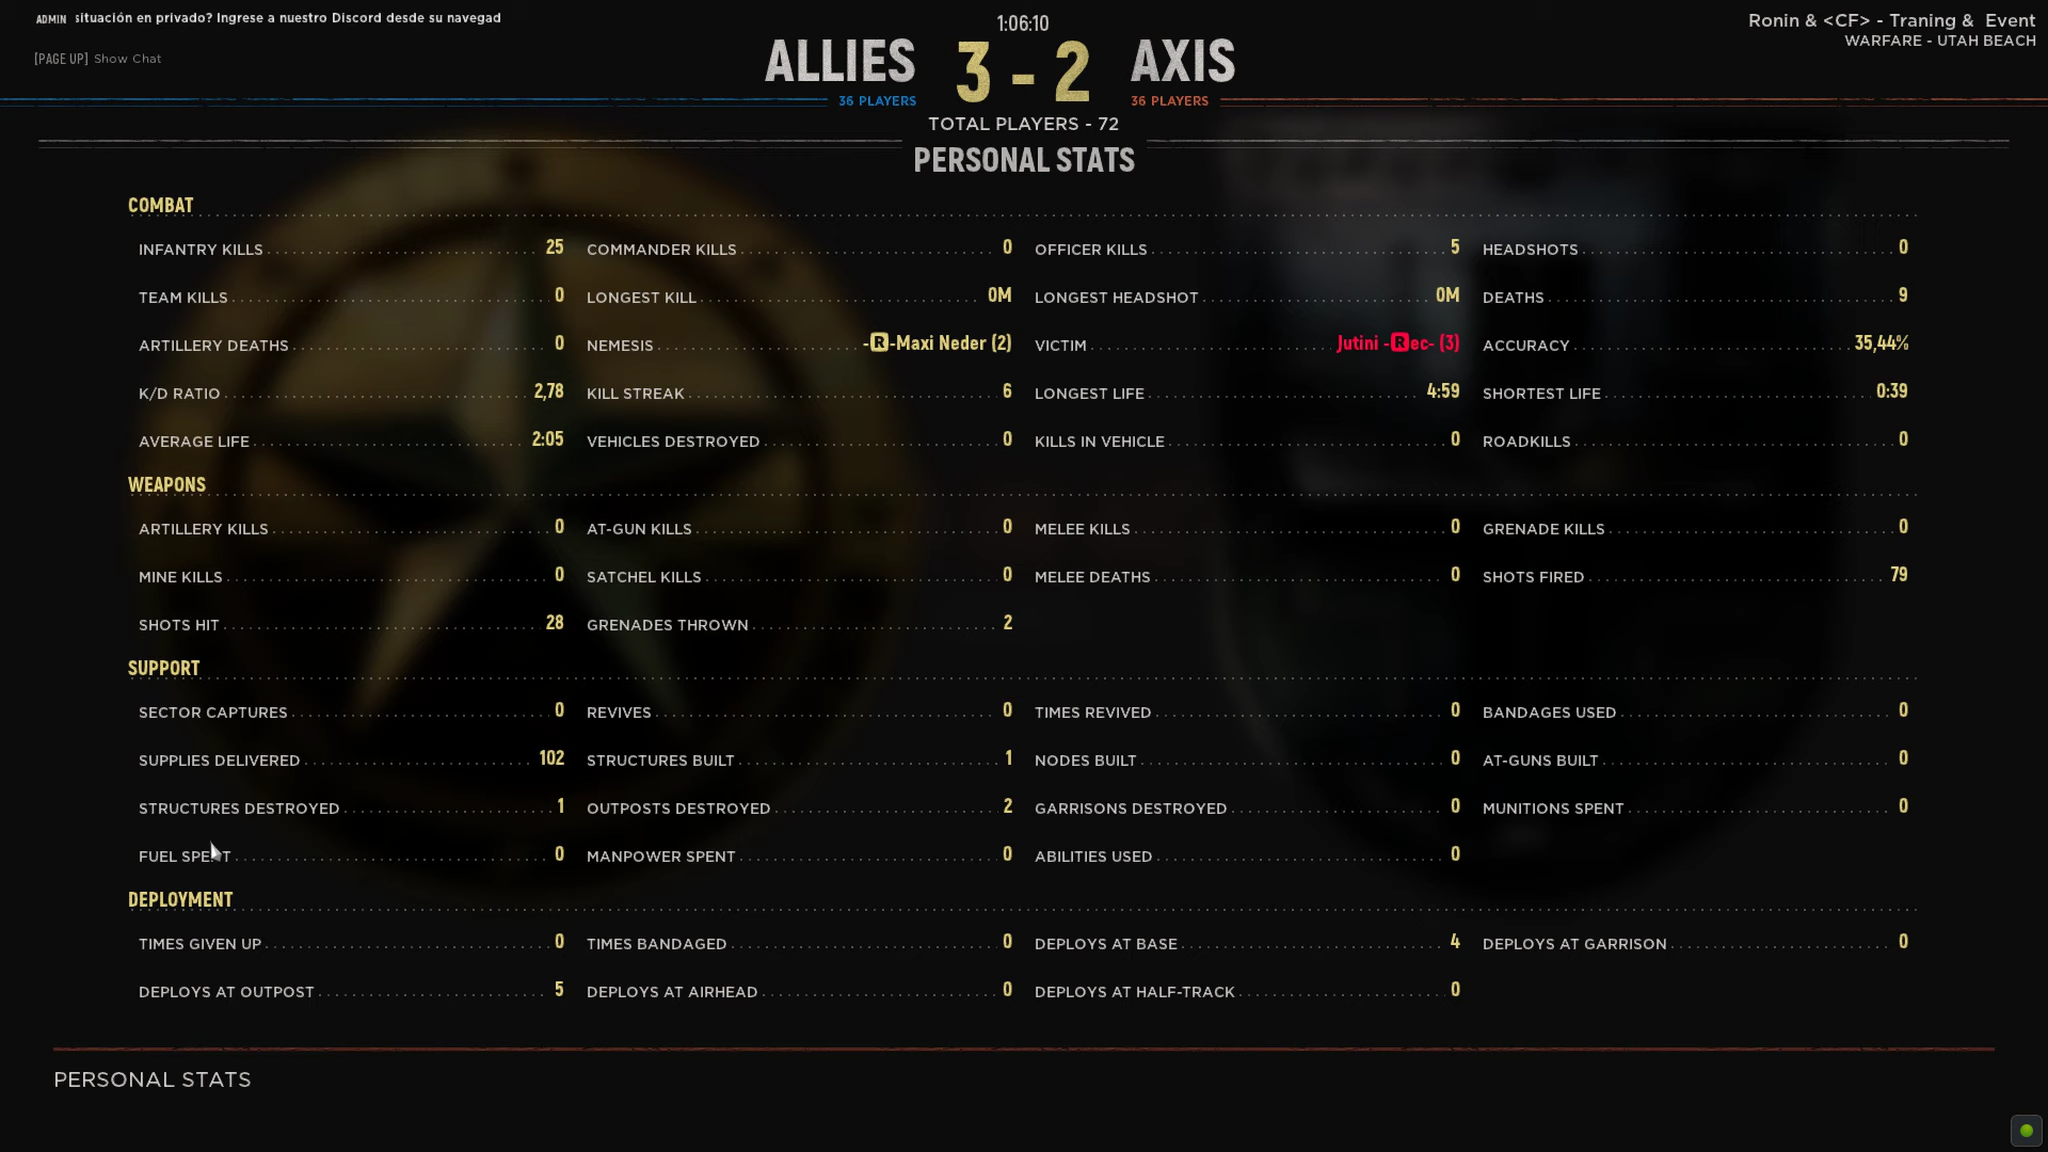 ADMIN situación en privado? Ingrese a nuestro Discord desde su navegad
[PAGE UP] Show Chat
1:06:10
ALLIES 3 - 2 AXIS
36 PLAYERS 36 PLAYERS
TOTAL PLAYERS - 72
Ronin & <CF> - Traning & Event
WARFARE - UTAH BEACH
PERSONAL STATS
COMBAT
INFANTRY KILLS 25 COMMANDER KILLS 0 OFFICER KILLS 5 HEADSHOTS 0
TEAM KILLS 0 LONGEST KILL 0M LONGEST HEADSHOT 0M DEATHS 9
ARTILLERY DEATHS 0 NEMESIS -R-Maxi Neder (2) VICTIM Jutini -Rec- (3) ACCURACY 35,44%
K/D RATIO 2,78 KILL STREAK 6 LONGEST LIFE 4:59 SHORTEST LIFE 0:39
AVERAGE LIFE 2:05 VEHICLES DESTROYED 0 KILLS IN VEHICLE 0 ROADKILLS 0
WEAPONS
ARTILLERY KILLS 0 AT-GUN KILLS 0 MELEE KILLS 0 GRENADE KILLS 0
MINE KILLS 0 SATCHEL KILLS 0 MELEE DEATHS 0 SHOTS FIRED 79
SHOTS HIT 28 GRENADES THROWN 2
SUPPORT
SECTOR CAPTURES 0 REVIVES 0 TIMES REVIVED 0 BANDAGES USED 0
SUPPLIES DELIVERED 102 STRUCTURES BUILT 1 NODES BUILT 0 AT-GUNS BUILT 0
STRUCTURES DESTROYED 1 OUTPOSTS DESTROYED 2 GARRISONS DESTROYED 0 MUNITIONS SPENT 0
FUEL SPENT 0 MANPOWER SPENT 0 ABILITIES USED 0
DEPLOYMENT
TIMES GIVEN UP 0 TIMES BANDAGED 0 DEPLOYS AT BASE 4 DEPLOYS AT GARRISON 0
DEPLOYS AT OUTPOST 5 DEPLOYS AT AIRHEAD 0 DEPLOYS AT HALF-TRACK 0
PERSONAL STATS